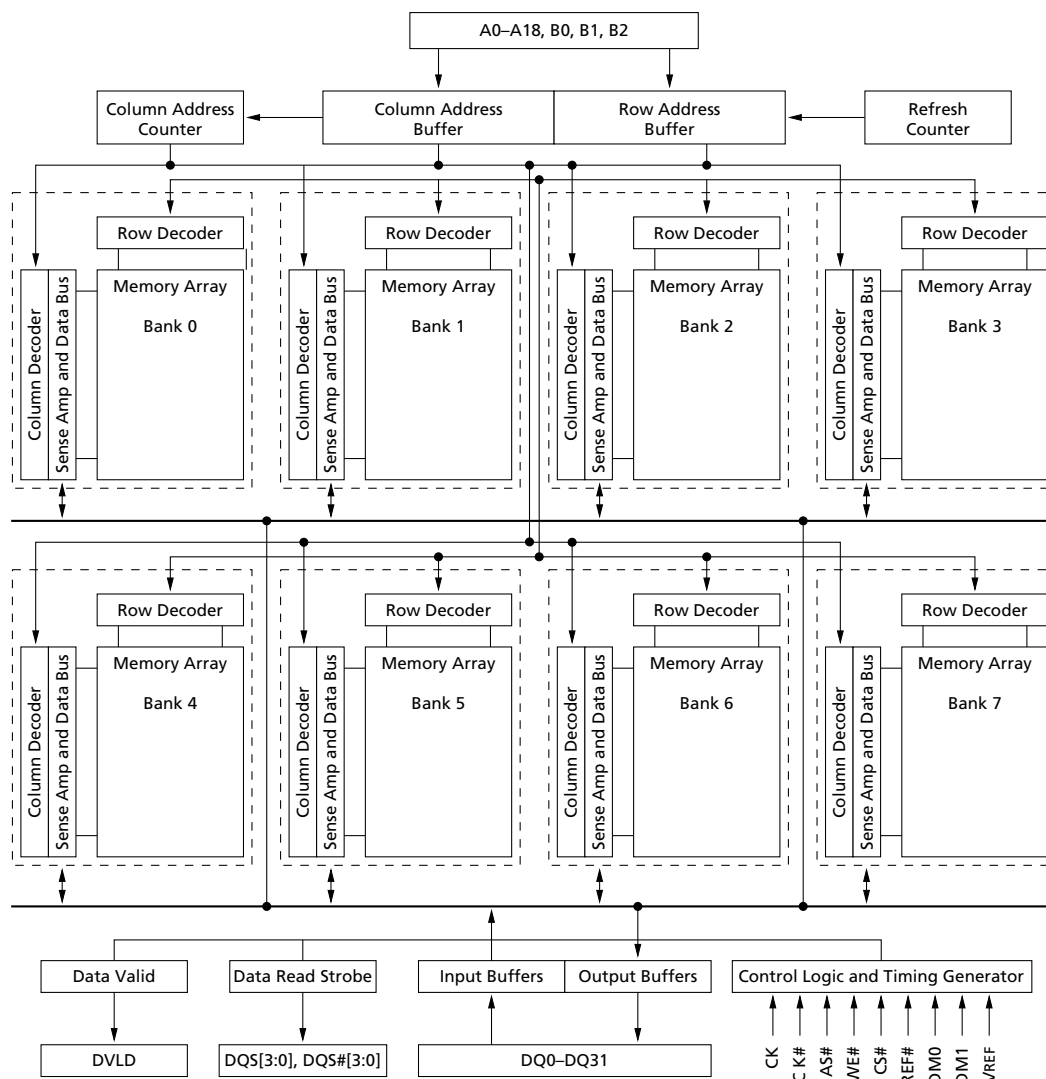 A0–A18, B0, B1, B2
Column Address
Counter
Column Address
Buffer
Row Address
Buffer
Refresh
Counter
Row Decoder
Row Decoder
Row Decoder
Row Decoder
Column Decoder
Sense Amp and Data Bus
Memory Array
Bank 0
Column Decoder
Sense Amp and Data Bus
Memory Array
Bank 1
Column Decoder
Sense Amp and Data Bus
Memory Array
Bank 2
Column Decoder
Sense Amp and Data Bus
Memory Array
Bank 3
Row Decoder
Row Decoder
Row Decoder
Row Decoder
Column Decoder
Sense Amp and Data Bus
Memory Array
Bank 4
Column Decoder
Sense Amp and Data Bus
Memory Array
Bank 5
Column Decoder
Sense Amp and Data Bus
Memory Array
Bank 6
Column Decoder
Sense Amp and Data Bus
Memory Array
Bank 7
Data Valid
Data Read Strobe
Input Buffers
Output Buffers
Control Logic and Timing Generator
DVLD
DQS[3:0], DQS#[3:0]
DQ0–DQ31
CK
CK#
AS#
WE#
CS#
REF#
DM0
DM1
VREF